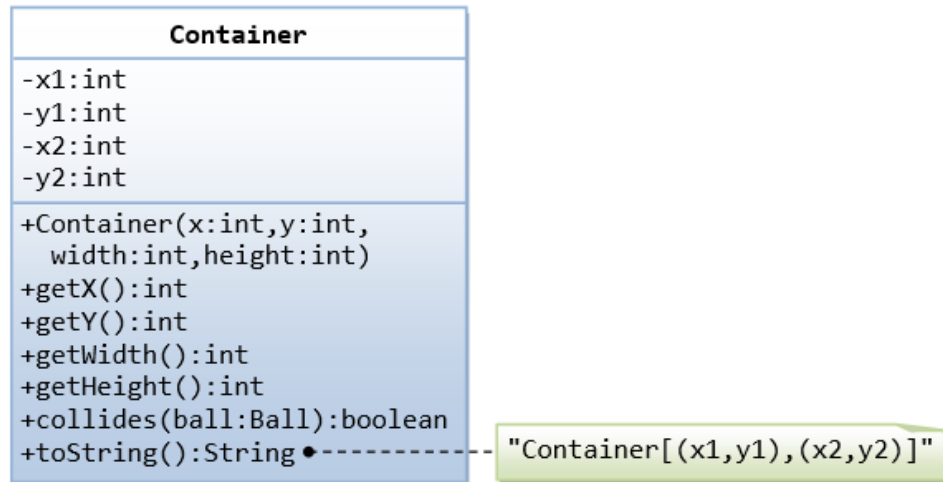 Container
-x1:int
-y1:int
-x2:int
-y2:int
+Container(x:int,y:int,
width:int,height:int)
+getX():int
+getY():int
+getWidth():int
+getHeight():int
+collides(ball:Ball):boolean
+toString():String
"Container[(x1,y1),(x2,y2)]"